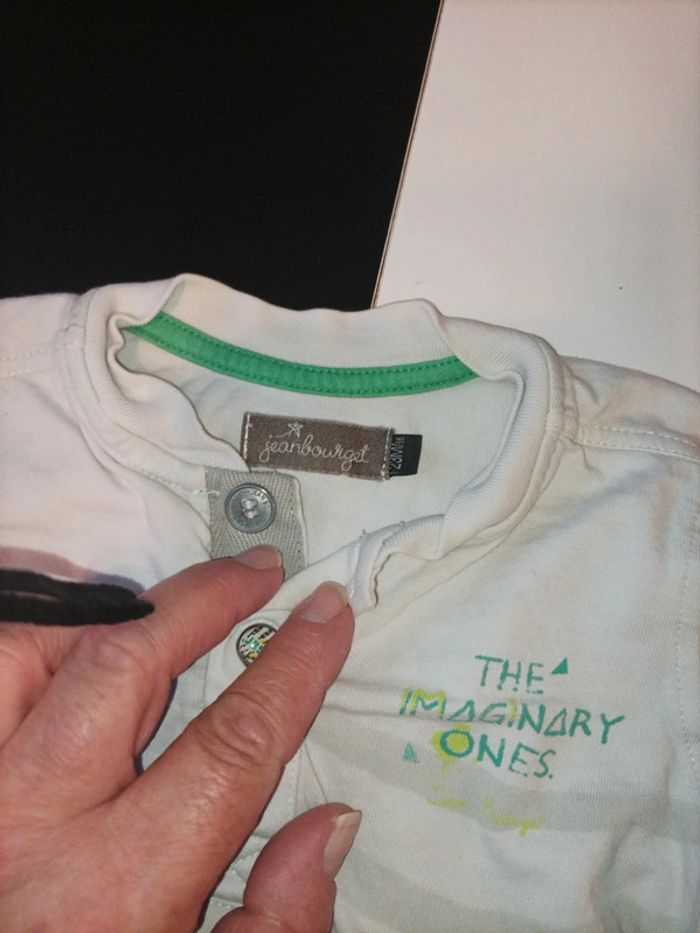 jeanbourget
THE
IMAGINARY
ONES.